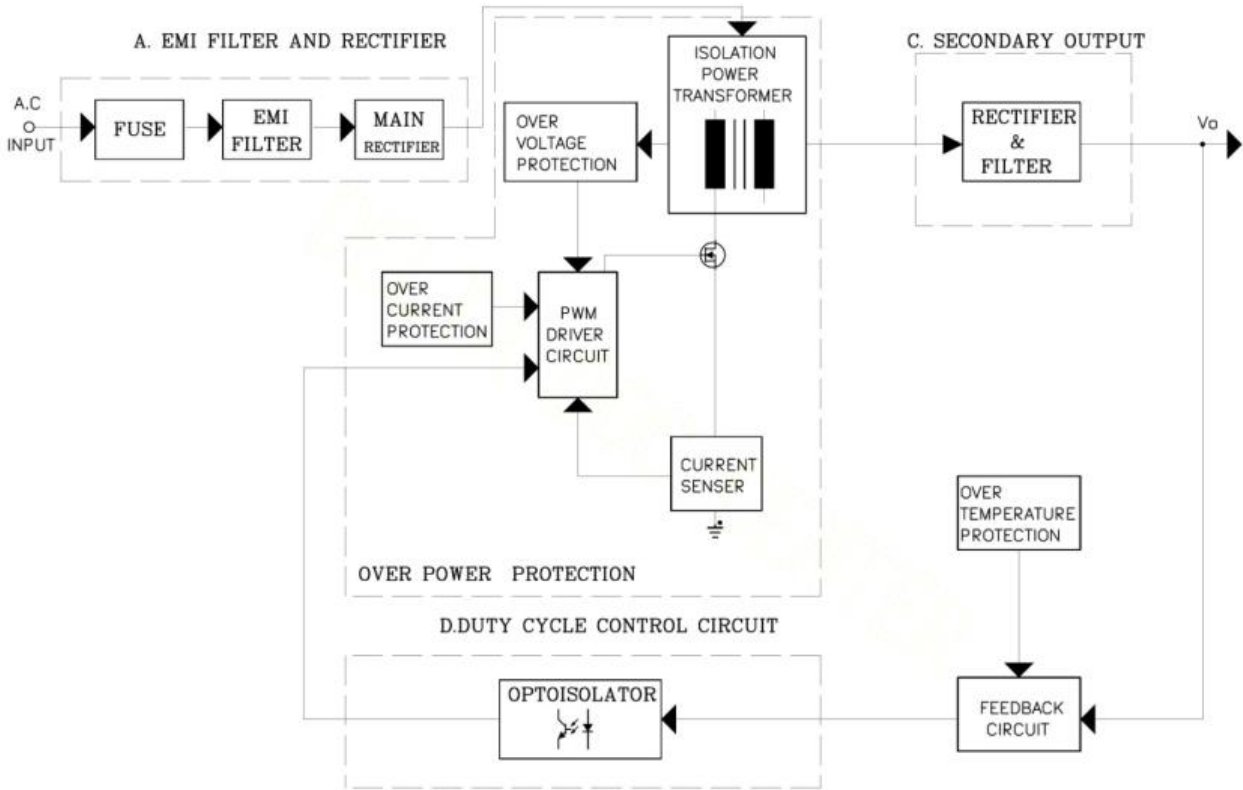 A. EMI FILTER AND RECTIFIER
C. SECONDARY OUTPUT
A.C
INPUT
FUSE
EMI
FILTER
MAIN
RECTIFIER
OVER
VOLTAGE
PROTECTION
ISOLATION
POWER
TRANSFORMER
RECTIFIER
&
FILTER
Vo
OVER
CURRENT
PROTECTION
PWM
DRIVER
CIRCUIT
CURRENT
SENSER
OVER
TEMPERATURE
PROTECTION
OVER POWER PROTECTION
D.DUTY CYCLE CONTROL CIRCUIT
OPTOISOLATOR
FEEDBACK
CIRCUIT